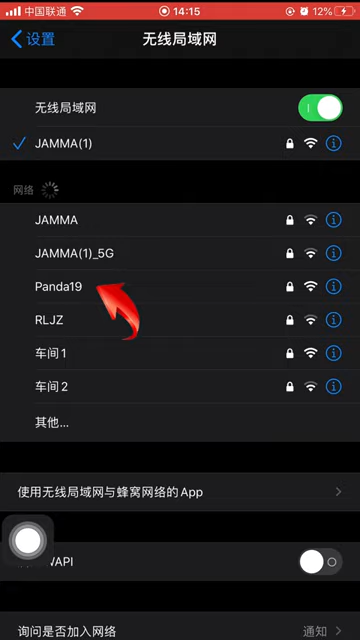 中国联通 14:15 12%
设置 无线局域网
无线局域网
JAMMA(1)
网络
JAMMA
JAMMA(1)_5G
Panda19
RLJZ
车间1
车间2
其他...
使用无线局域网与蜂窝网络的App
WAPI
询问是否加入网络 通知